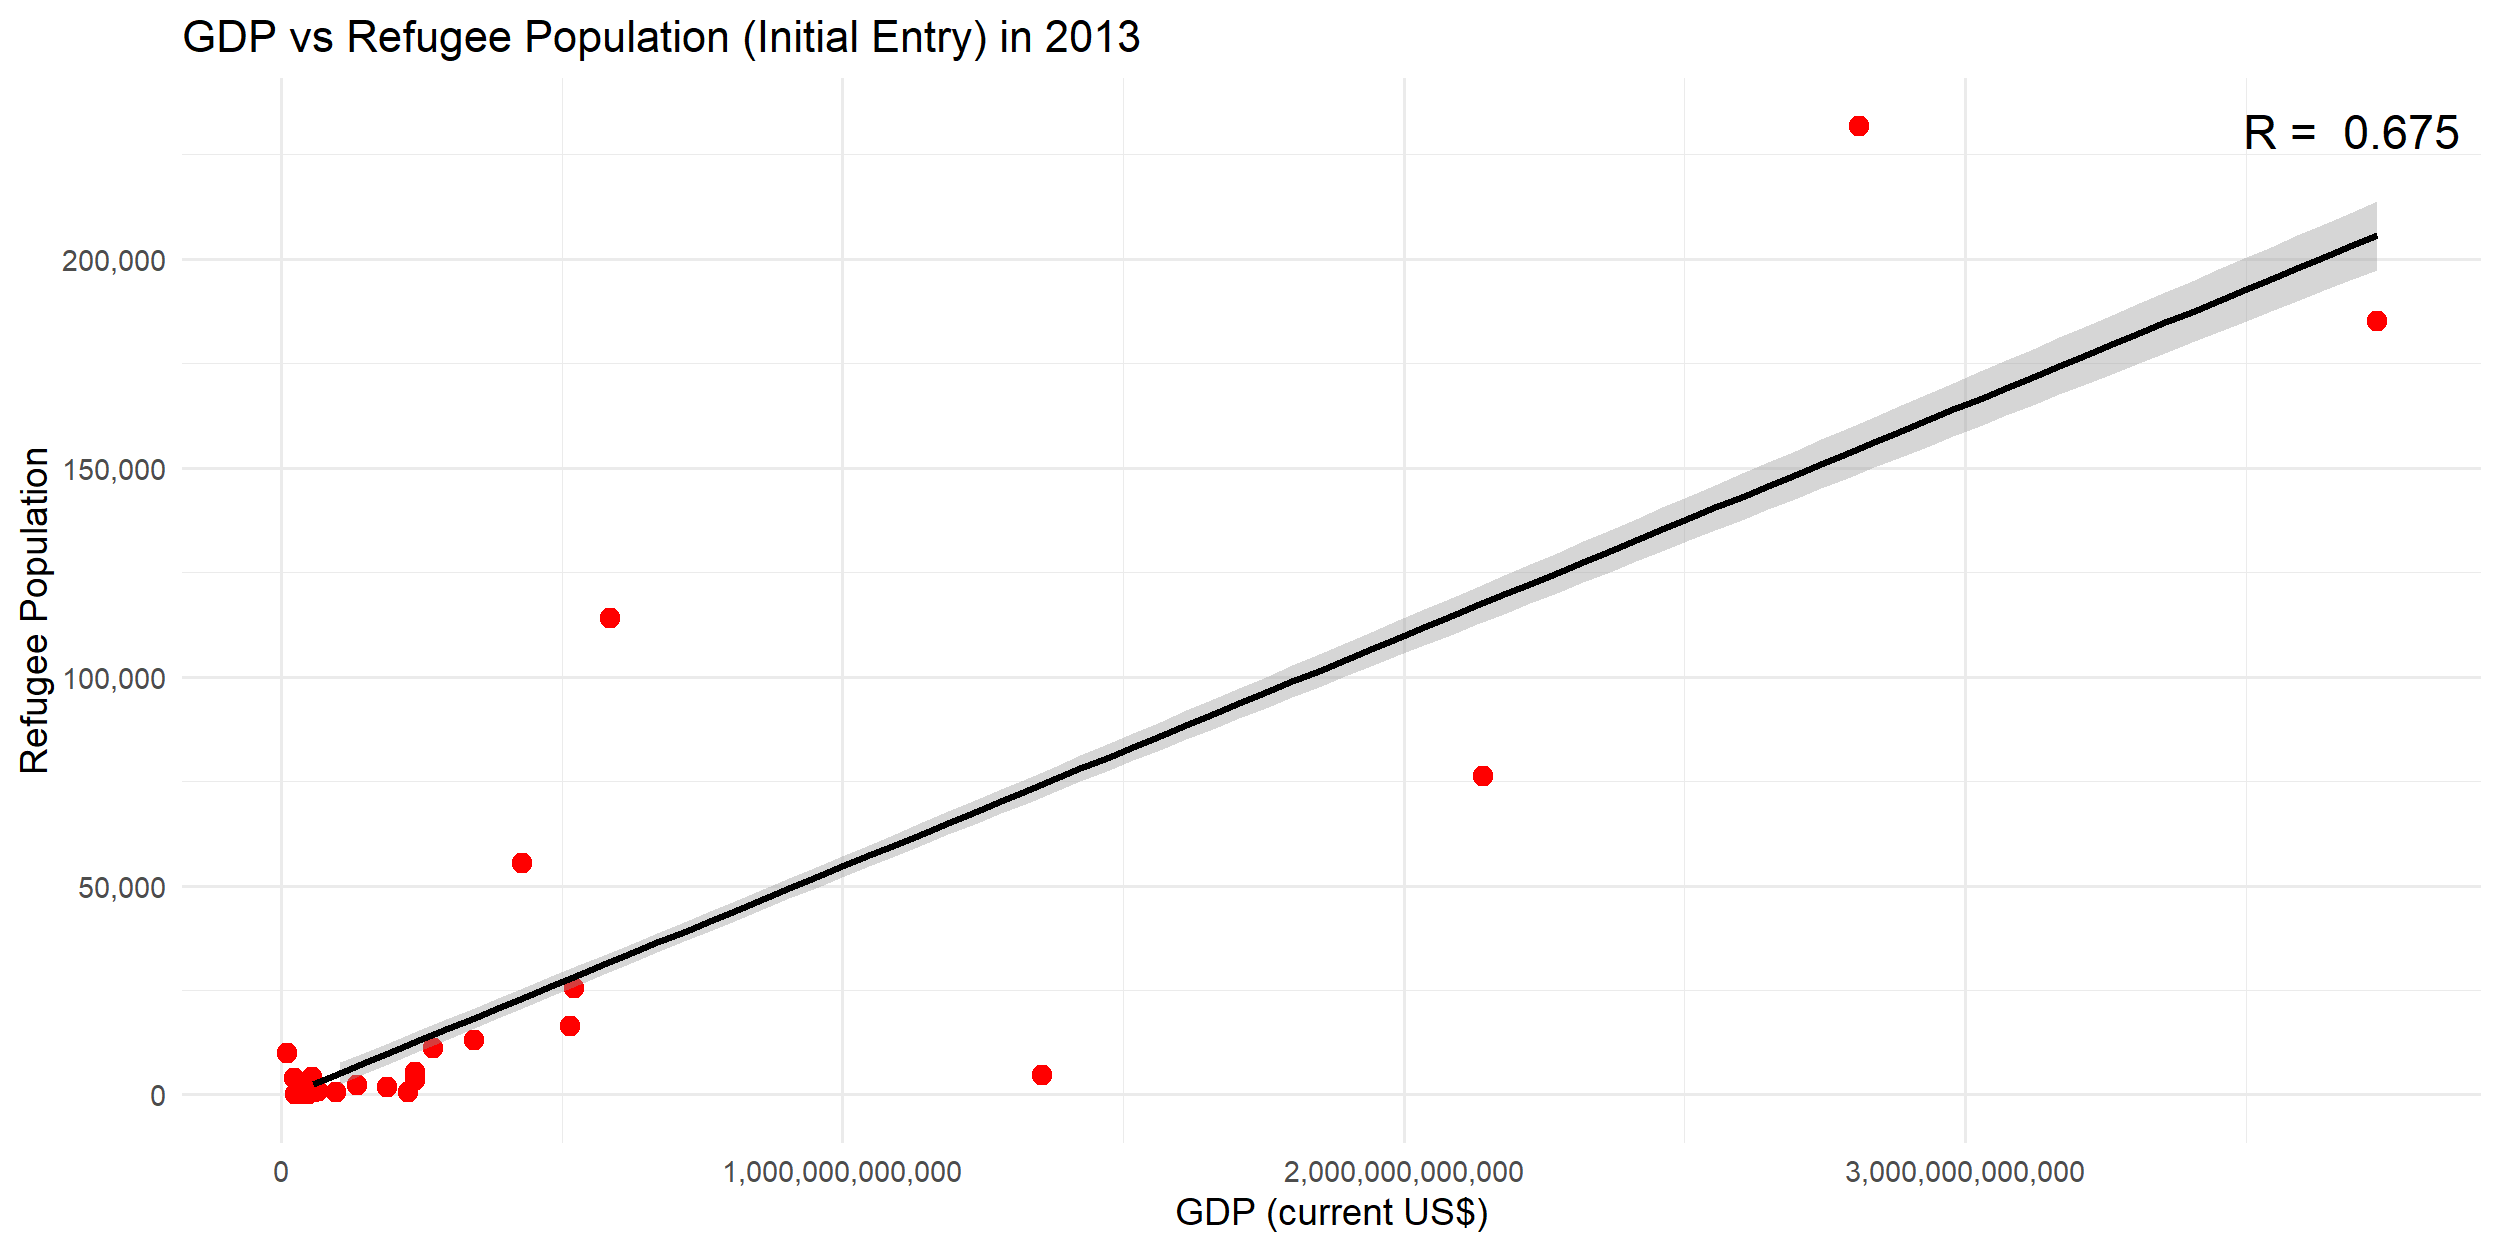 GDP vs Refugee Population (Initial Entry) in 2013
R =  0.675
Refugee Population
200,000
150,000
100,000
50,000
0
0
1,000,000,000,000
2,000,000,000,000
3,000,000,000,000
GDP (current US$)